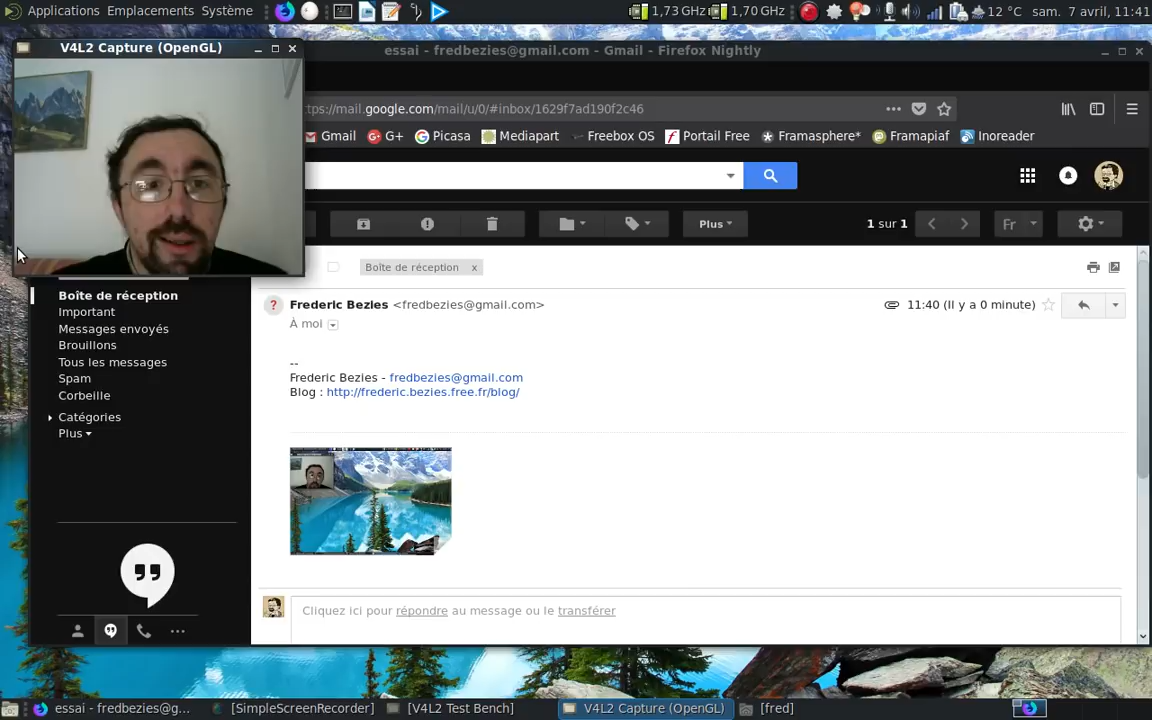 Applications Emplacements Système 1,73 GHz 1,70 GHz 12 °C sam. 7 avril, 11:41
V4L2 Capture (OpenGL)
essai - fredbezies@gmail.com - Gmail - Firefox Nightly
tps://mail.google.com/mail/u/0/#inbox/1629f7ad190f2c46
Gmail G+ Picasa Mediapart Freebox OS Portail Free Framasphère* Framapiaf Inoreader
Plus 1 sur 1 Fr
Boîte de réception x
Boîte de réception
Important
Messages envoyés
Brouillons
Tous les messages
Spam
Corbeille
Catégories
Plus
Frederic Bezies <fredbezies@gmail.com> 11:40 (Il y a 0 minute)
À moi
--
Frederic Bezies - fredbezies@gmail.com
Blog : http://frederic.bezies.free.fr/blog/
Cliquez ici pour répondre au message ou le transférer
essai - fredbezies@g... [SimpleScreenRecorder] [V4L2 Test Bench] V4L2 Capture (OpenGL) [fred]